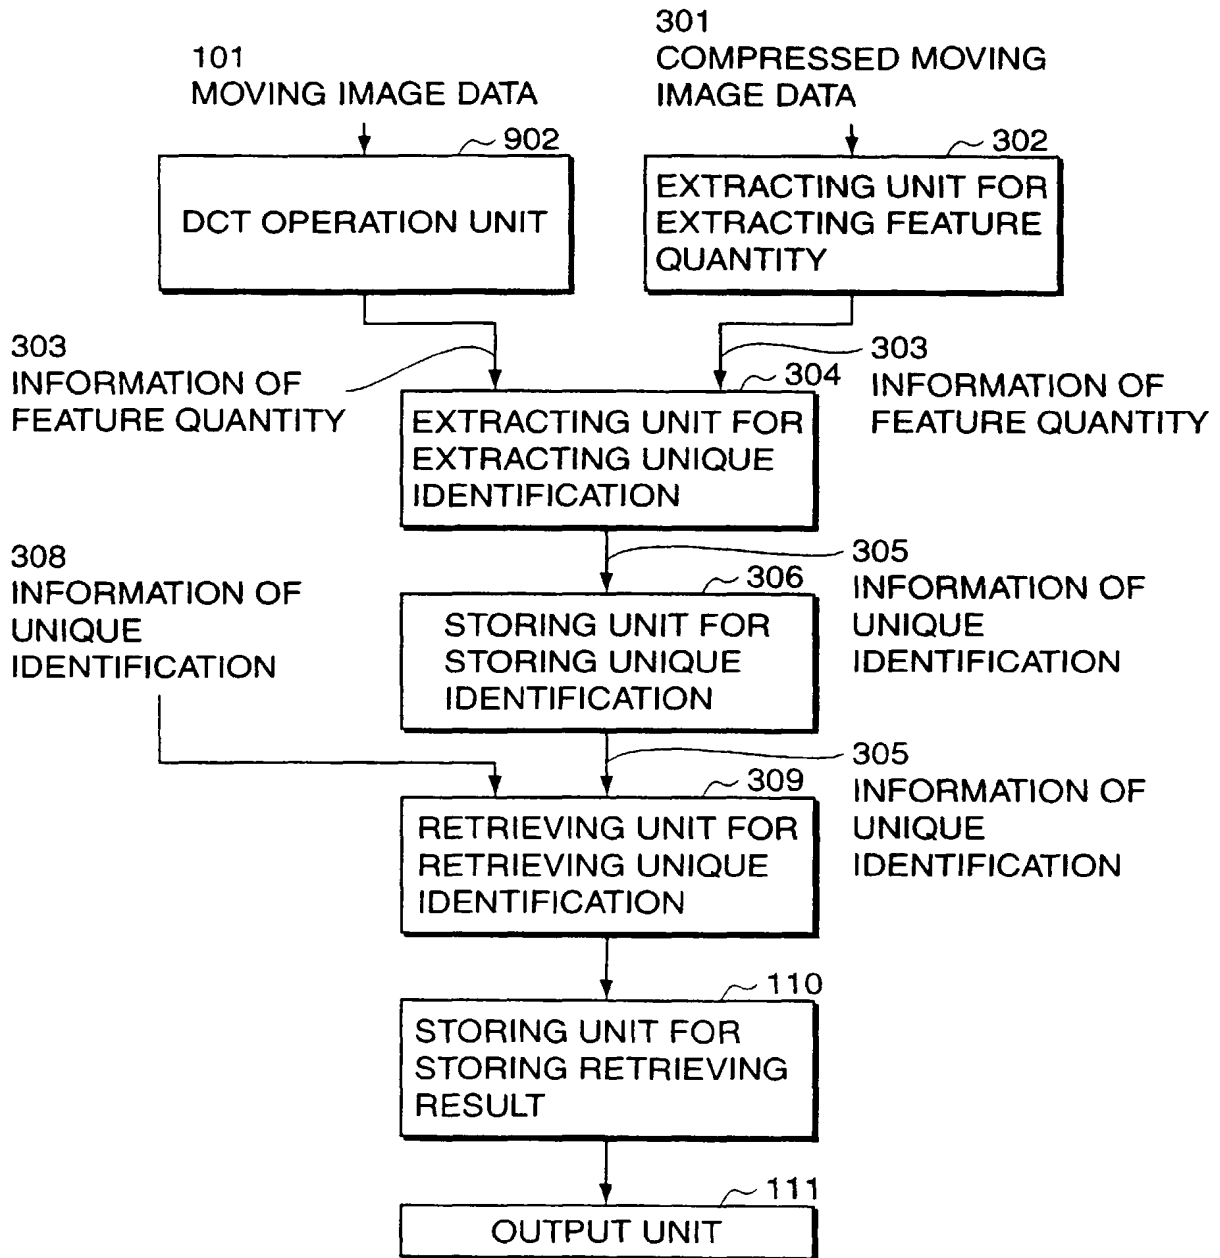 101
MOVING IMAGE DATA
301
COMPRESSED MOVING
IMAGE DATA
902
DCT OPERATION UNIT
302
EXTRACTING UNIT FOR
EXTRACTING FEATURE
QUANTITY
303
INFORMATION OF
FEATURE QUANTITY
303
INFORMATION OF
FEATURE QUANTITY
304
EXTRACTING UNIT FOR
EXTRACTING UNIQUE
IDENTIFICATION
308
INFORMATION OF
UNIQUE
IDENTIFICATION
305
INFORMATION OF
UNIQUE
IDENTIFICATION
306
STORING UNIT FOR
STORING UNIQUE
IDENTIFICATION
305
INFORMATION OF
UNIQUE
IDENTIFICATION
309
RETRIEVING UNIT FOR
RETRIEVING UNIQUE
IDENTIFICATION
110
STORING UNIT FOR
STORING RETRIEVING
RESULT
111
OUTPUT UNIT